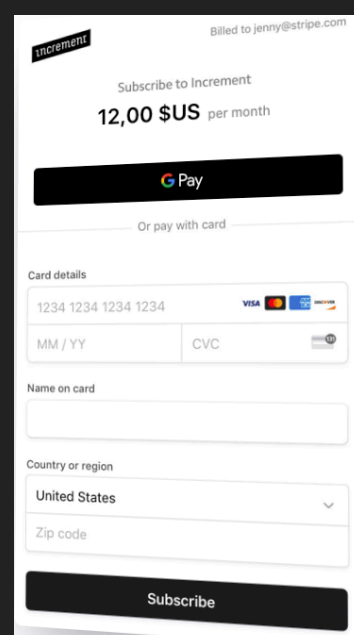 increment
Billed to jenny@stripe.com
Subscribe to Increment
12,00 $US per month
G Pay
Or pay with card
Card details
1234 1234 1234 1234 VISA DISCOVER
MM / YY CVC 135
Name on card
Country or region
United States
Zip code
Subscribe